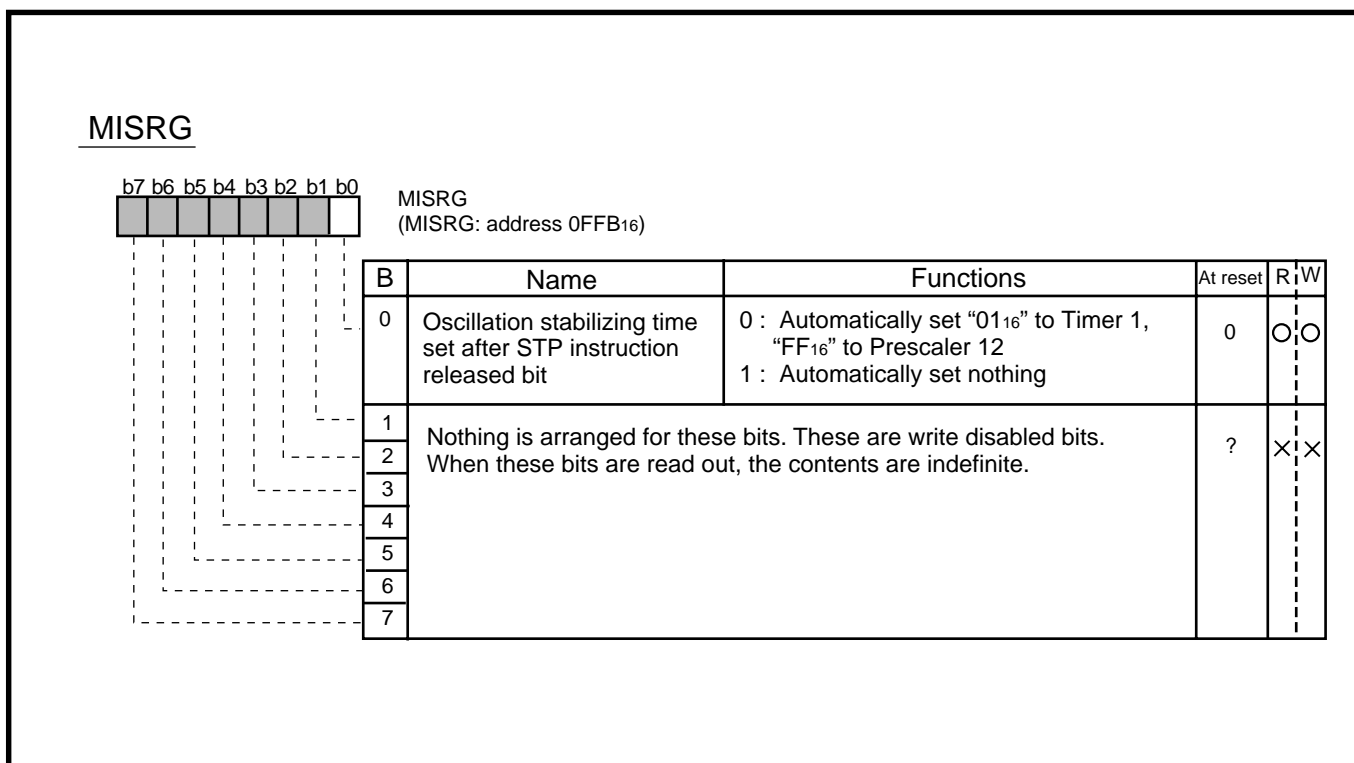 MISRG
b7 b6 b5 b4 b3 b2 b1 b0
MISRG
(MISRG: address 0FFB16)
B Name Functions At reset R W
0 Oscillation stabilizing time set after STP instruction released bit
0 : Automatically set “0116” to Timer 1,
“FF16” to Prescaler 12
1 : Automatically set nothing
0 ○ ○
1
2
3
4
5
6
7
Nothing is arranged for these bits. These are write disabled bits.
When these bits are read out, the contents are indefinite.
? × ×